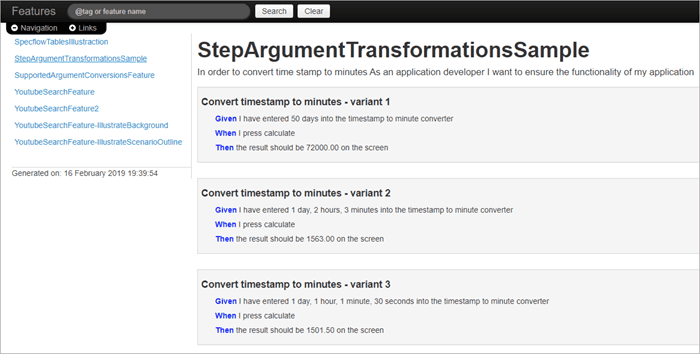 Features @tag or feature name Search Clear
Navigation Links
SpecflowTablesIllustraction
StepArgumentTransformationsSample
SupportedArgumentConversionsFeature
YoutubeSearchFeature
YoutubeSearchFeature2
YoutubeSearchFeature-IllustrateBackground
YoutubeSearchFeature-IllustrateScenarioOutline
Generated on: 16 February 2019 19:39:54
StepArgumentTransformationsSample
In order to convert time stamp to minutes As an application developer I want to ensure the functionality of my application
Convert timestamp to minutes - variant 1
Given I have entered 50 days into the timestamp to minute converter
When I press calculate
Then the result should be 72000.00 on the screen
Convert timestamp to minutes - variant 2
Given I have entered 1 day, 2 hours, 3 minutes into the timestamp to minute converter
When I press calculate
Then the result should be 1563.00 on the screen
Convert timestamp to minutes - variant 3
Given I have entered 1 day, 1 hour, 1 minute, 30 seconds into the timestamp to minute converter
When I press calculate
Then the result should be 1501.50 on the screen